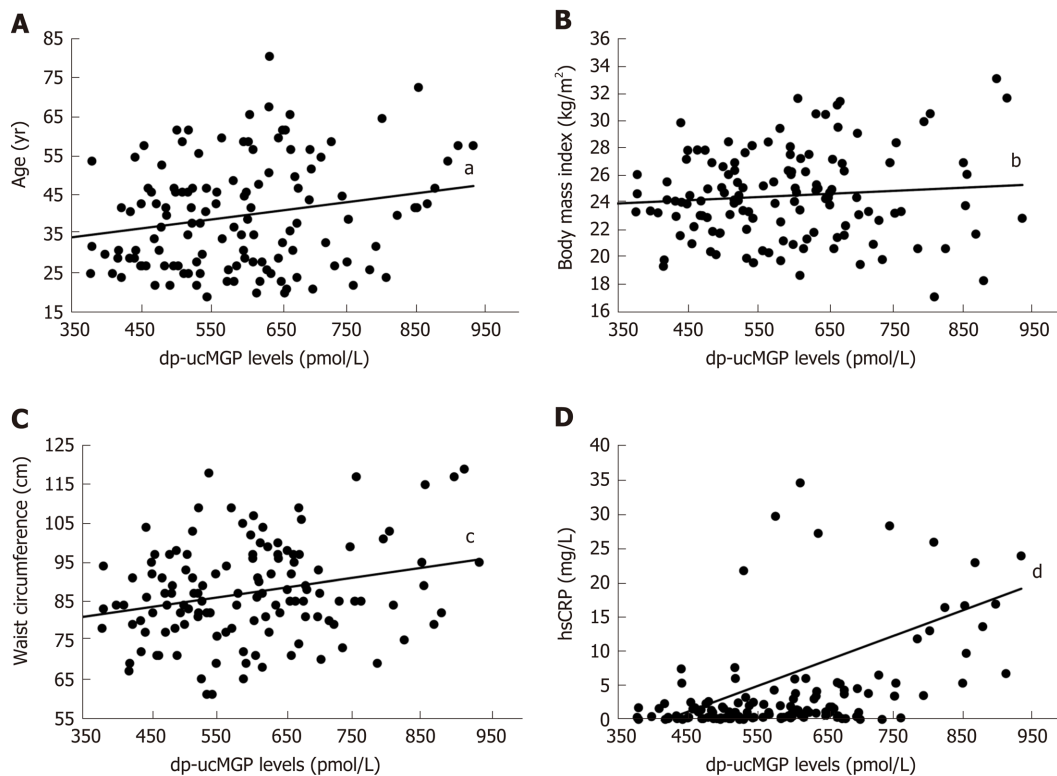 A
85
75
65
55
45
35
25
15
Age (yr)
a
350 450 550 650 750 850 950
dp-ucMGP levels (pmol/L)
B
36
34
32
30
28
26
24
22
20
18
16
Body mass index (kg/m²)
b
350 450 550 650 750 850 950
dp-ucMGP levels (pmol/L)
C
125
115
105
95
85
75
65
55
Waist circumference (cm)
c
350 450 550 650 750 850 950
dp-ucMGP levels (pmol/L)
D
40
35
30
25
20
15
10
5
0
hsCRP (mg/L)
d
350 450 550 650 750 850 950
dp-ucMGP levels (pmol/L)